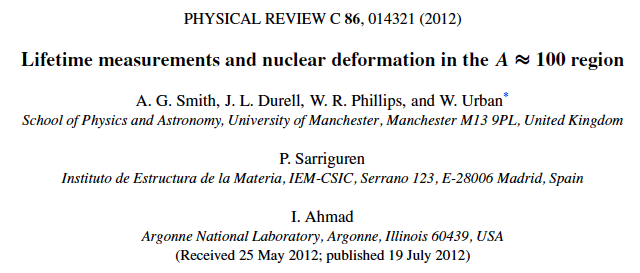 PHYSICAL REVIEW C 86, 014321 (2012)
Lifetime measurements and nuclear deformation in the A ≈ 100 region
A. G. Smith, J. L. Durell, W. R. Phillips, and W. Urban*
School of Physics and Astronomy, University of Manchester, Manchester M13 9PL, United Kingdom
P. Sarriguren
Instituto de Estructura de la Materia, IEM-CSIC, Serrano 123, E-28006 Madrid, Spain
I. Ahmad
Argonne National Laboratory, Argonne, Illinois 60439, USA
(Received 25 May 2012; published 19 July 2012)